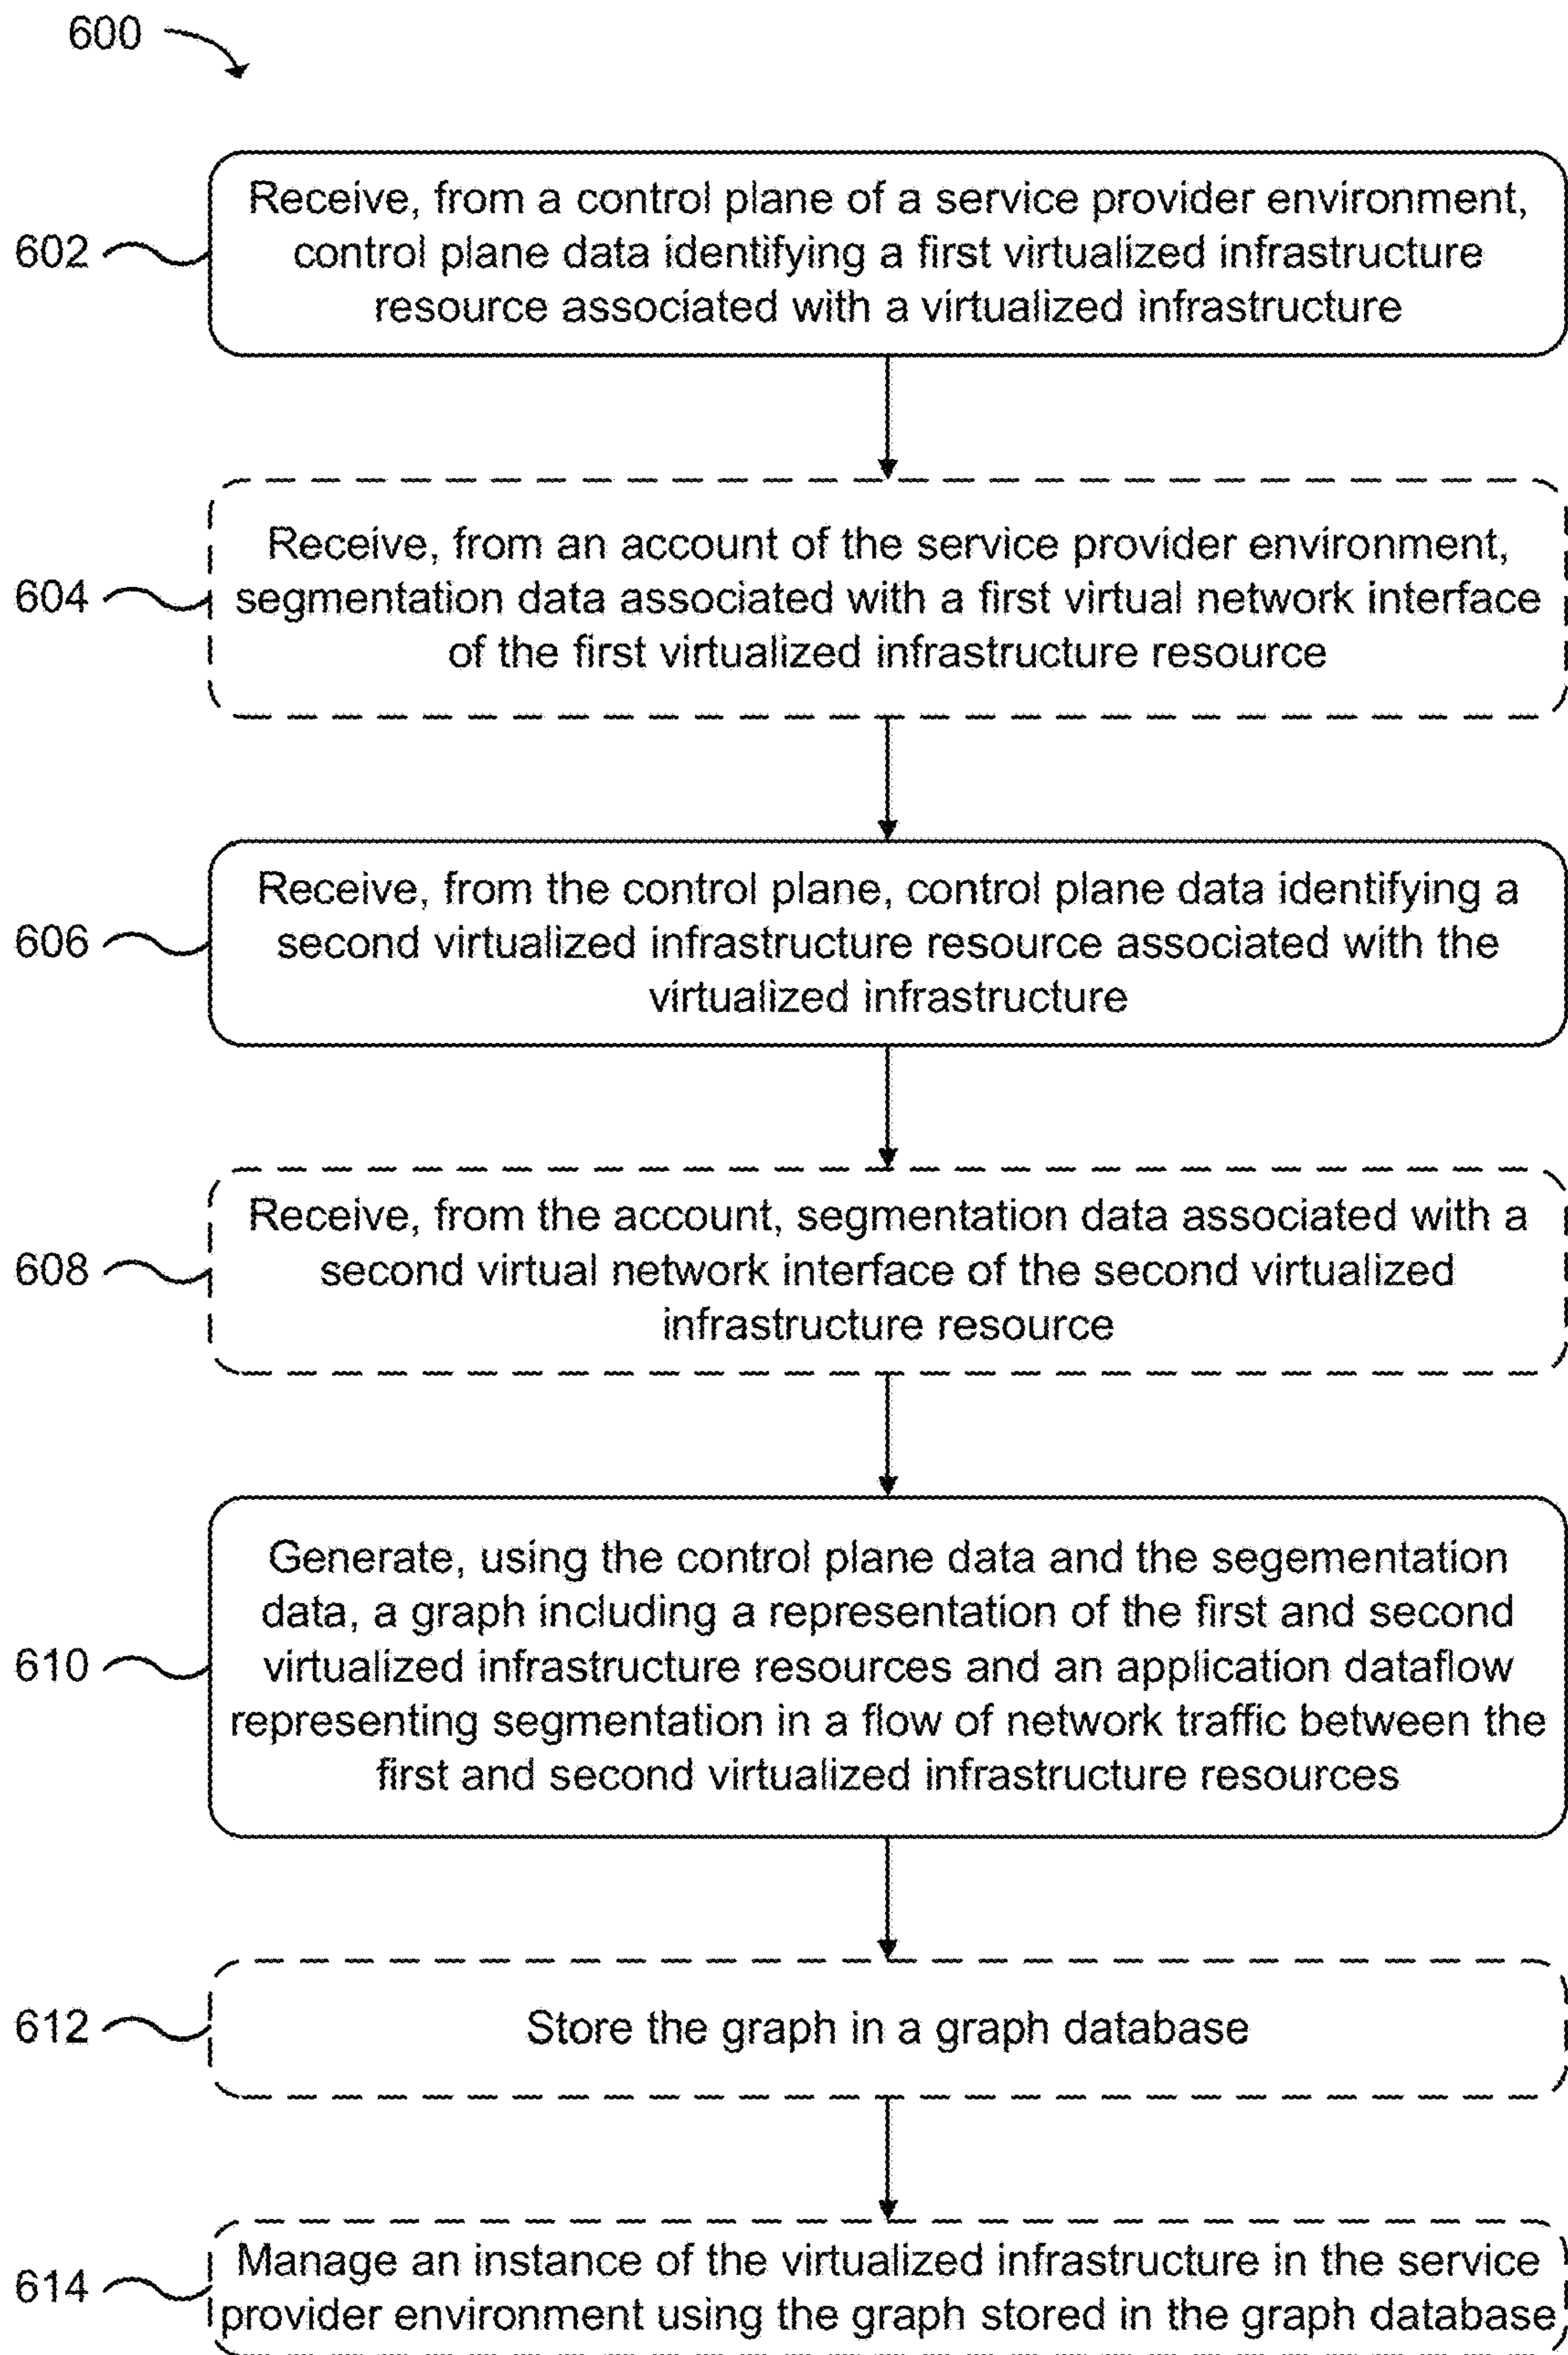 600
Receive, from a control plane of a service provider environment,
control plane data identifying a first virtualized infrastructure
resource associated with a virtualized infrastructure
602
Receive, from an account of the service provider environment,
segmentation data associated with a first virtual network interface
of the first virtualized infrastructure resource
604
Receive, from the control plane, control plane data identifying a
second virtualized infrastructure resource associated with the
virtualized infrastructure
606
Receive, from the account, segmentation data associated with a
second virtual network interface of the second virtualized
infrastructure resource
608
Generate, using the control plane data and the segementation
data, a graph including a representation of the first and second
virtualized infrastructure resources and an application dataflow
representing segmentation in a flow of network traffic between the
first and second virtualized infrastructure resources
610
Store the graph in a graph database
612
Manage an instance of the virtualized infrastructure in the service
provider environment using the graph stored in the graph database
614